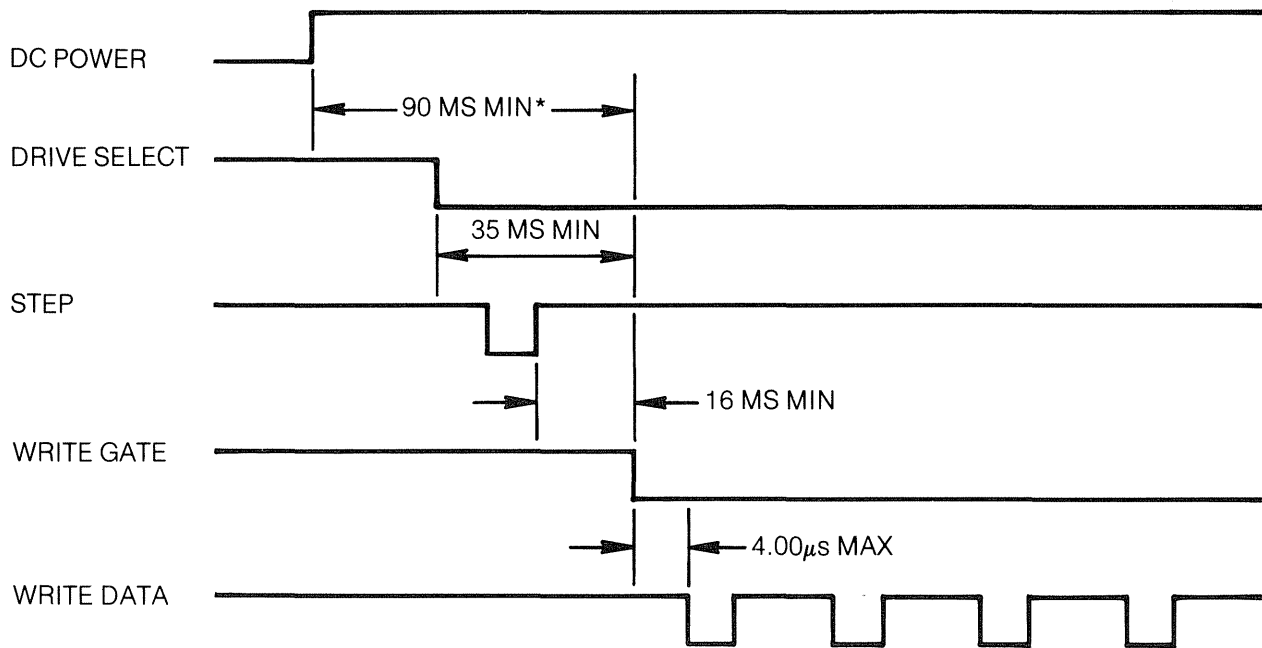 DC POWER
90 MS MIN*
DRIVE SELECT
35 MS MIN
STEP
16 MS MIN
WRITE GATE
4.00μs MAX
WRITE DATA